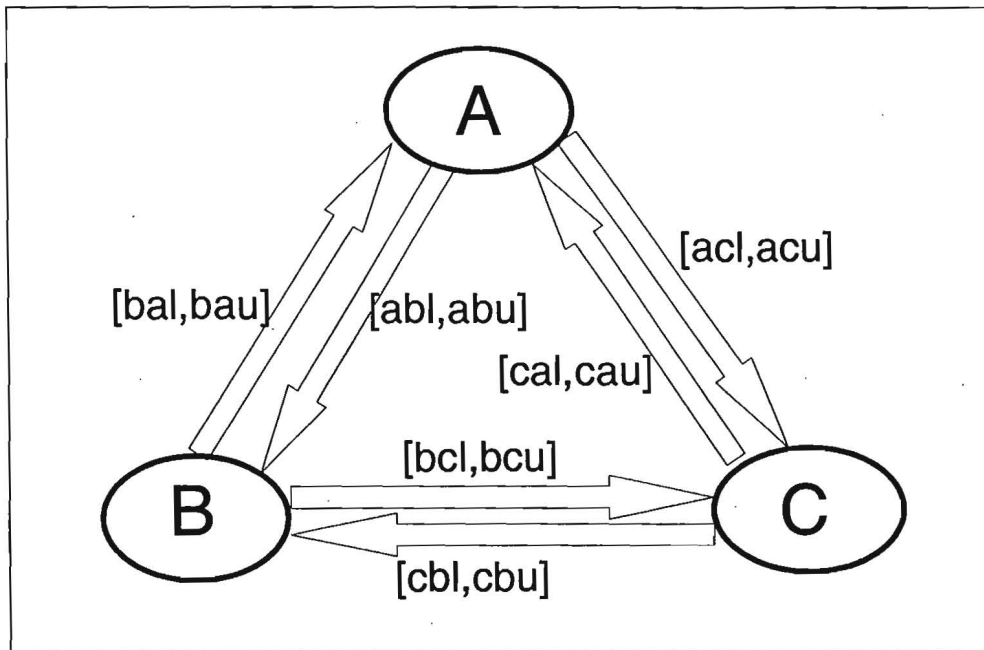 A
[acl,acu]
[bal,bau]
[abl,abu]
[cal,cau]
[bcl,bcu]
B
C
[cbl,cbu]